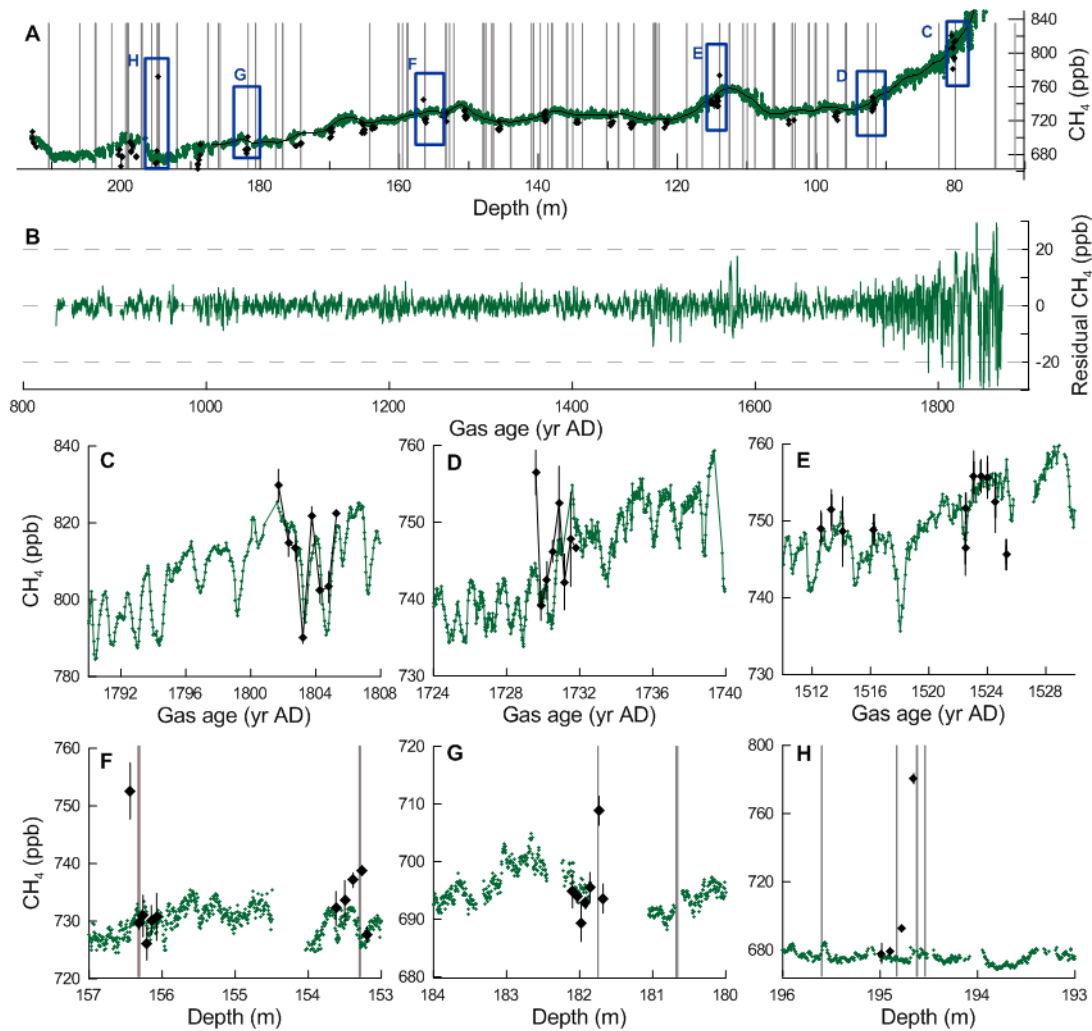 A
H
G
F
E
D
C
840
800
760
720
680
CH₄ (ppb)
200 180 160 140 120 100 80
Depth (m)
B
20
0
-20
Residual CH₄ (ppb)
800 1000 1200 1400 1600 1800
Gas age (yr AD)
C
840
820
800
780
CH₄ (ppb)
1792 1796 1800 1804 1808
Gas age (yr AD)
D
760
750
740
730
1724 1728 1732 1736 1740
Gas age (yr AD)
E
760
750
740
730
1512 1516 1520 1524 1528
Gas age (yr AD)
F
760
750
740
730
720
CH₄ (ppb)
157 156 155 154 153
Depth (m)
G
720
710
700
690
680
184 183 182 181 180
Depth (m)
H
800
760
720
680
196 195 194 193
Depth (m)